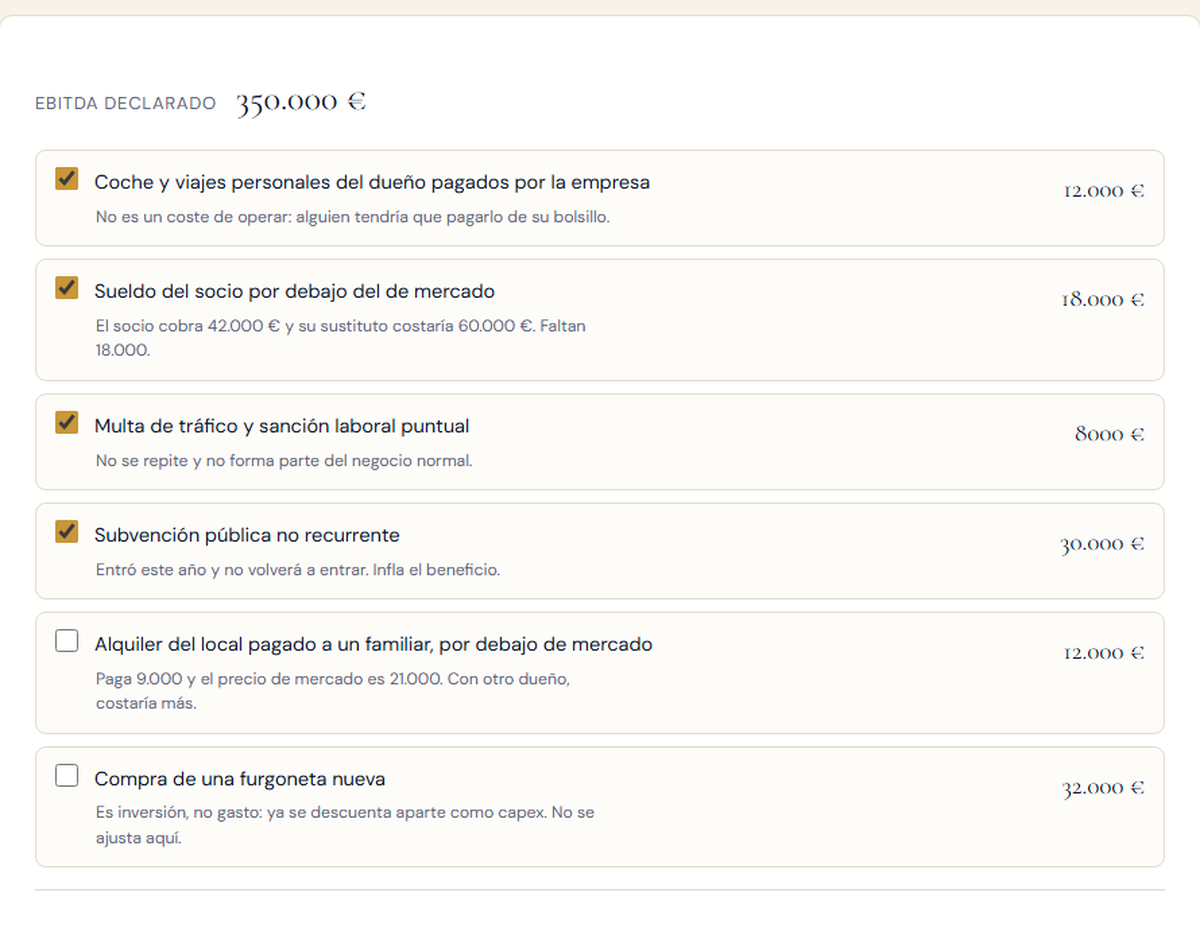 EBITDA DECLARADO 350.000 €
Coche y viajes personales del dueño pagados por la empresa
12.000 €
No es un coste de operar: alguien tendría que pagarlo de su bolsillo.
Sueldo del socio por debajo del de mercado
18.000 €
El socio cobra 42.000 € y su sustituto costaría 60.000 €. Faltan
18.000.
Multa de tráfico y sanción laboral puntual
8000 €
No se repite y no forma parte del negocio normal.
Subvención pública no recurrente
30.000 €
Entró este año y no volverá a entrar. Infla el beneficio.
Alquiler del local pagado a un familiar, por debajo de mercado
12.000 €
Paga 9.000 y el precio de mercado es 21.000. Con otro dueño,
costaría más.
Compra de una furgoneta nueva
32.000 €
Es inversión, no gasto: ya se descuenta aparte como capex. No se
ajusta aquí.